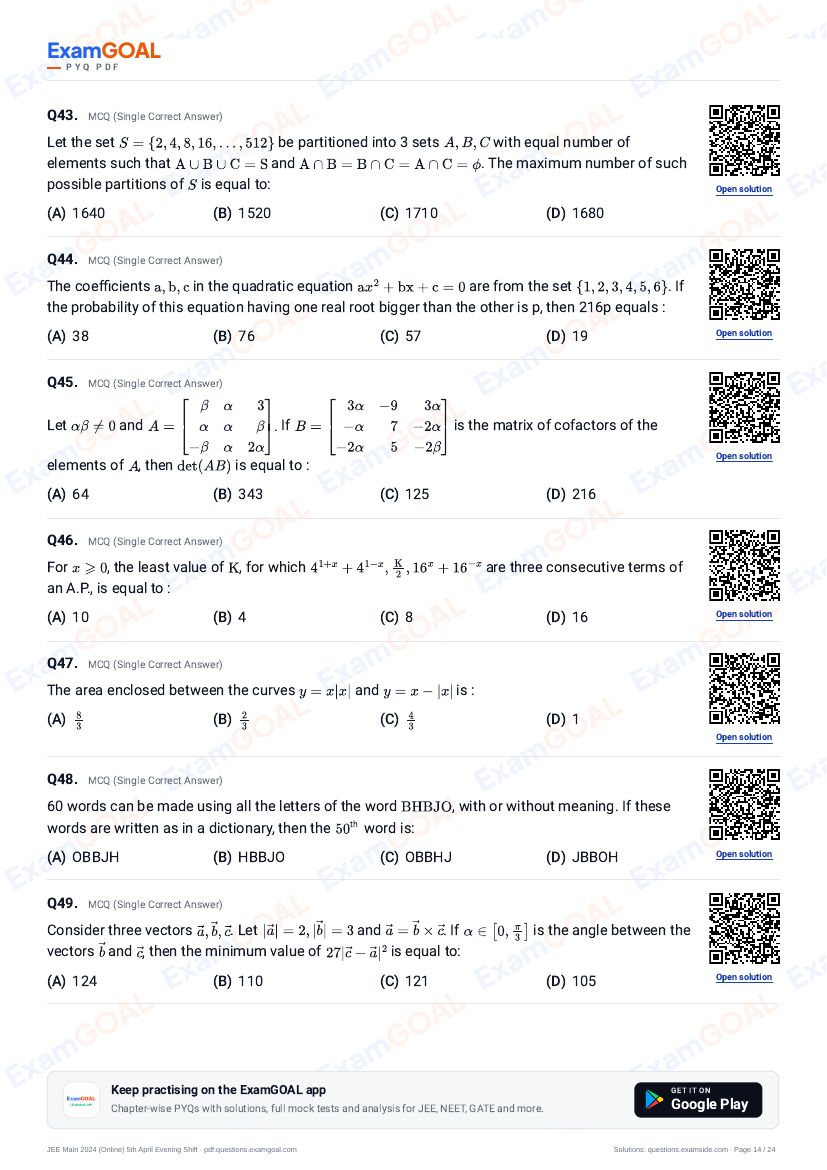 ExamGOAL
PYQ PDF
Q43. MCQ (Single Correct Answer)
Let the set S = {2, 4, 8, 16, . . . , 512} be partitioned into 3 sets A, B, C with equal number of
elements such that A ∪ B ∪ C = S and A ∩ B = B ∩ C = A ∩ C = ϕ. The maximum number of such
possible partitions of S is equal to:
(A) 1640 (B) 1520 (C) 1710 (D) 1680
Open solution
Q44. MCQ (Single Correct Answer)
The coefficients a, b, c in the quadratic equation ax² + bx + c = 0 are from the set {1, 2, 3, 4, 5, 6}. If
the probability of this equation having one real root bigger than the other is p, then 216p equals :
(A) 38 (B) 76 (C) 57 (D) 19
Open solution
Q45. MCQ (Single Correct Answer)
Let αβ ≠ 0 and A = [β α 3; α α β; −β α 2α]. If B = [3α −9 3α; −α 7 −2α; −2α 5 −2β] is the matrix of cofactors of the
elements of A, then det(AB) is equal to :
(A) 64 (B) 343 (C) 125 (D) 216
Open solution
Q46. MCQ (Single Correct Answer)
For x ⩾ 0, the least value of K, for which 4¹⁺ˣ + 4¹⁻ˣ, K/2, 16ˣ + 16⁻ˣ are three consecutive terms of
an A.P., is equal to :
(A) 10 (B) 4 (C) 8 (D) 16
Open solution
Q47. MCQ (Single Correct Answer)
The area enclosed between the curves y = x|x| and y = x − |x| is :
(A) 8/3 (B) 2/3 (C) 4/3 (D) 1
Open solution
Q48. MCQ (Single Correct Answer)
60 words can be made using all the letters of the word BHBJO, with or without meaning. If these
words are written as in a dictionary, then the 50ᵗʰ word is:
(A) OBBJH (B) HBBJO (C) OBBHJ (D) JBBOH
Open solution
Q49. MCQ (Single Correct Answer)
Consider three vectors a⃗, b⃗, c⃗. Let |a⃗| = 2, |b⃗| = 3 and a⃗ = b⃗ × c⃗. If α ∈ [0, π/3] is the angle between the
vectors b⃗ and c⃗, then the minimum value of 27|c⃗ − a⃗|² is equal to:
(A) 124 (B) 110 (C) 121 (D) 105
Open solution
Keep practising on the ExamGOAL app
Chapter-wise PYQs with solutions, full mock tests and analysis for JEE, NEET, GATE and more.
GET IT ON
Google Play
JEE Main 2024 (Online) 5th April Evening Shift · pdf.questions.examgoal.com
Solutions: questions.examside.com · Page 14 / 24